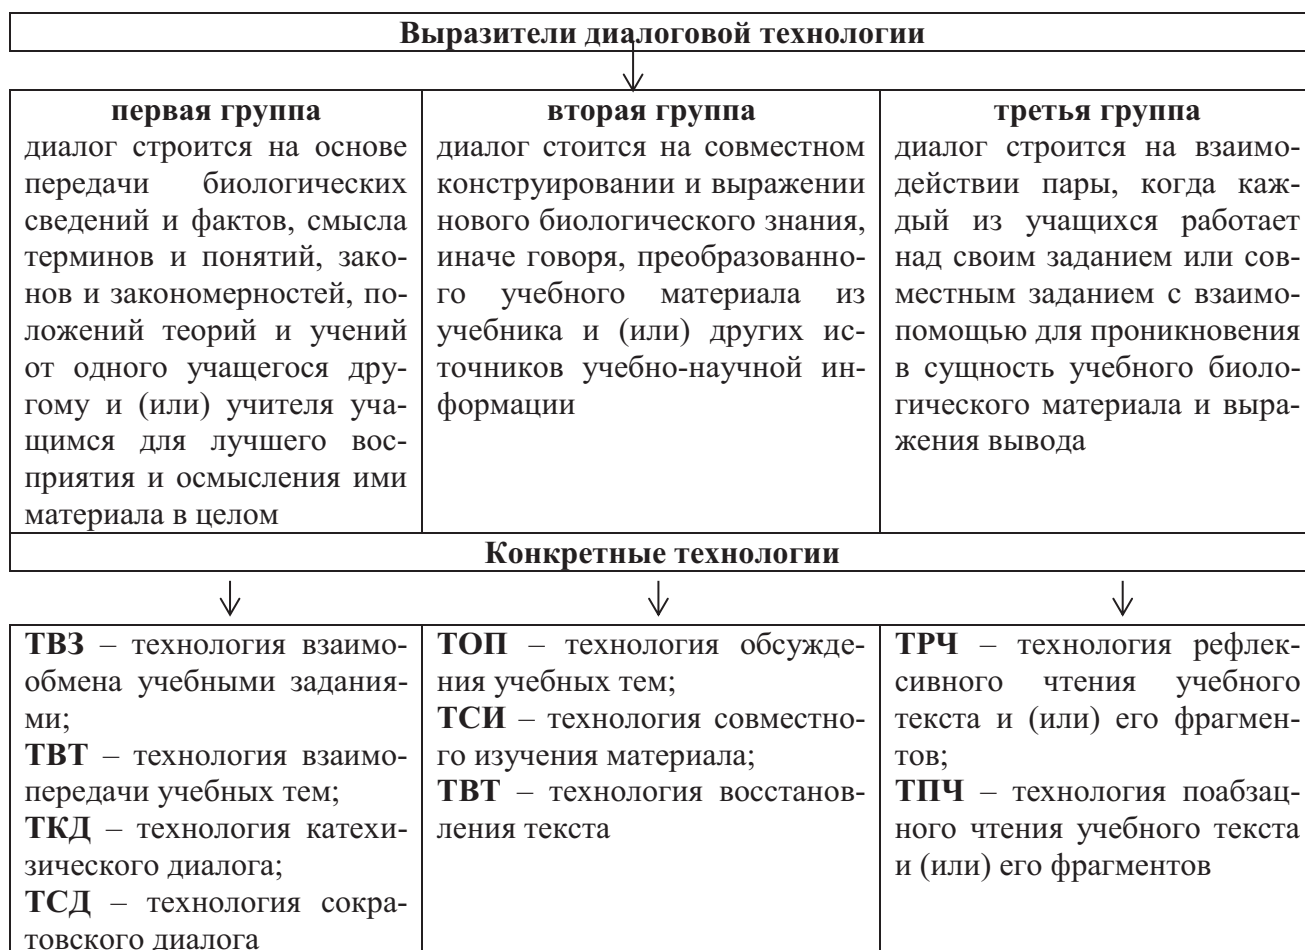 Выразители диалоговой технологии
первая группа
диалог строится на основе
передачи биологических
сведений и фактов, смысла
терминов и понятий, зако-
нов и закономерностей, по-
ложений теорий и учений
от одного учащегося дру-
гому и (или) учителя уча-
щимся для лучшего вос-
приятия и осмысления ими
материала в целом
вторая группа
диалог стоится на совместном
конструировании и выражении
нового биологического знания,
иначе говоря, преобразованно-
го учебного материала из
учебника и (или) других ис-
точников учебно-научной ин-
формации
третья группа
диалог строится на взаимо-
действии пары, когда каж-
дый из учащихся работает
над своим заданием или сов-
местным заданием с взаимо-
помощью для проникновения
в сущность учебного биоло-
гического материала и выра-
жения вывода
Конкретные технологии
ТВЗ – технология взаимо-
обмена учебными задания-
ми;
ТВТ – технология взаимо-
передачи учебных тем;
ТКД – технология катехи-
зического диалога;
ТСД – технология сокра-
товского диалога
ТОП – технология обсужде-
ния учебных тем;
ТСИ – технология совместно-
го изучения материала;
ТВТ – технология восстанов-
ления текста
ТРЧ – технология рефлек-
сивного чтения учебного
текста и (или) его фрагмен-
тов;
ТПЧ – технология поабзац-
ного чтения учебного текста
и (или) его фрагментов